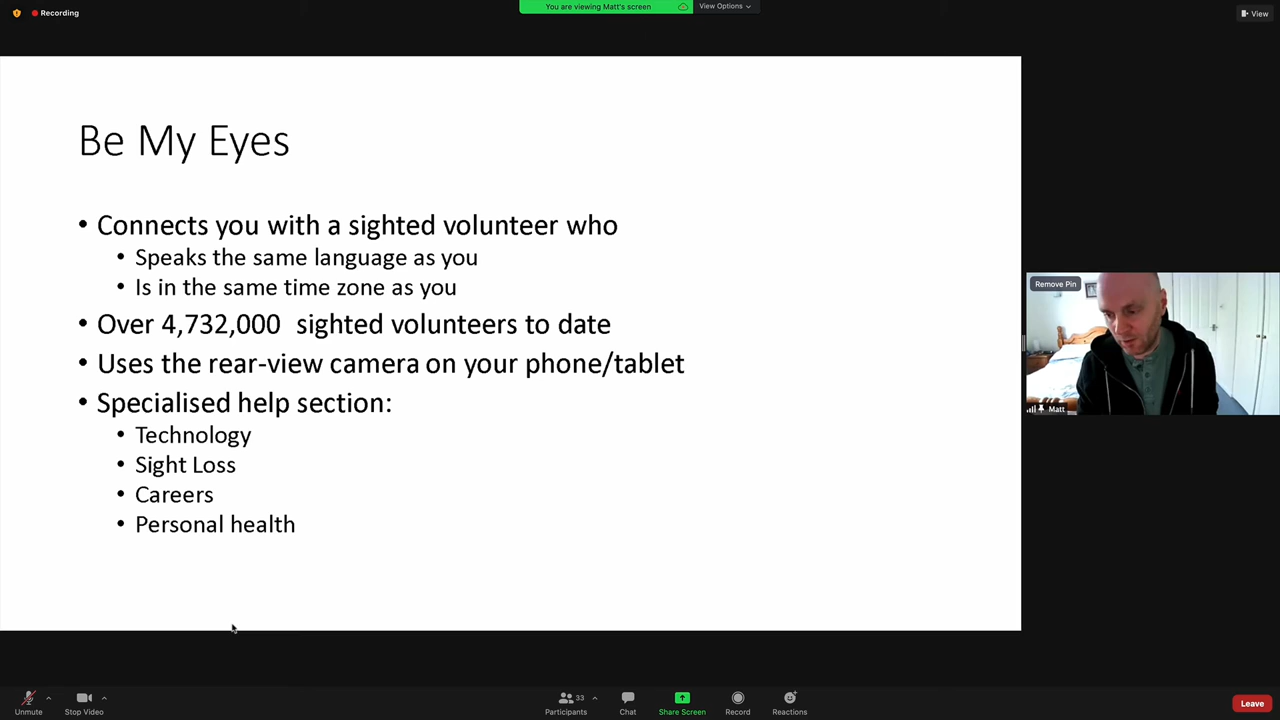 Recording
You are viewing Matt's screen
View Options
View
Be My Eyes
• Connects you with a sighted volunteer who
• Speaks the same language as you
• Is in the same time zone as you
• Over 4,732,000 sighted volunteers to date
• Uses the rear-view camera on your phone/tablet
• Specialised help section:
• Technology
• Sight Loss
• Careers
• Personal health
Remove Pin
Matt
Unmute
Stop Video
33
Participants
Chat
Share Screen
Record
Reactions
Leave